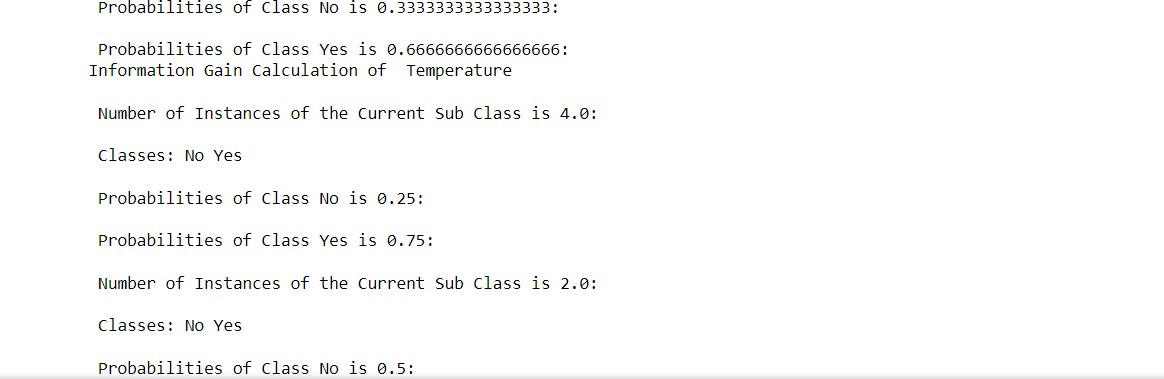 Probabilities of Class No is 0.3333333333333333:
Probabilities of Class Yes is 0.6666666666666666:
Information Gain Calculation of  Temperature
Number of Instances of the Current Sub Class is 4.0:
Classes: No Yes
Probabilities of Class No is 0.25:
Probabilities of Class Yes is 0.75:
Number of Instances of the Current Sub Class is 2.0:
Classes: No Yes
Probabilities of Class No is 0.5: